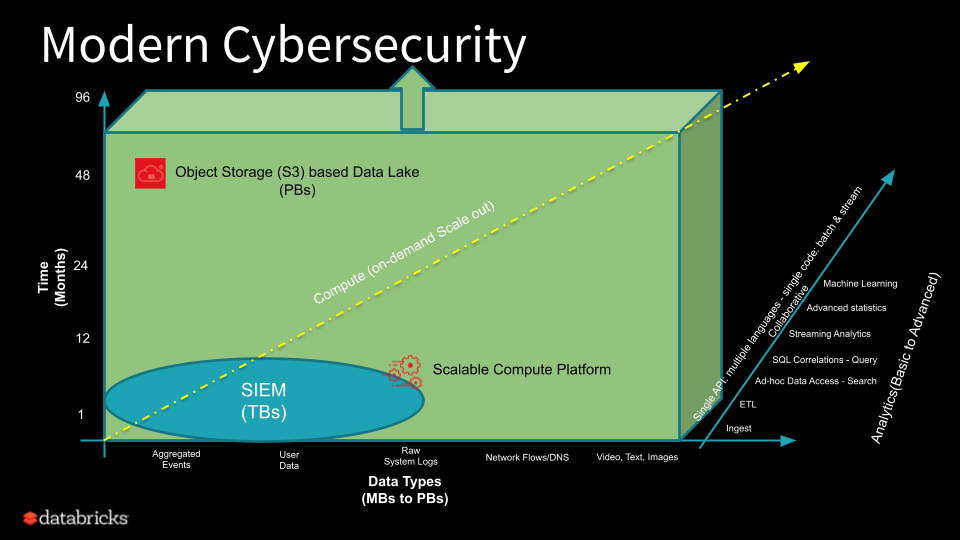 Modern Cybersecurity
96
48
24
12
1
Time
(Months)
Object Storage (S3) based Data Lake
(PBs)
Compute (on-demand Scale out)
Scalable Compute Platform
SIEM
(TBs)
Aggregated
Events
User
Data
Raw
System Logs
Network Flows/DNS
Video, Text, Images
Data Types
(MBs to PBs)
Single API: multiple languages - single code: batch & stream
Collaborative
Machine Learning
Advanced statistics
Streaming Analytics
SQL Correlations - Query
Ad-hoc Data Access - Search
ETL
Ingest
Analytics(Basic to Advanced)
databricks